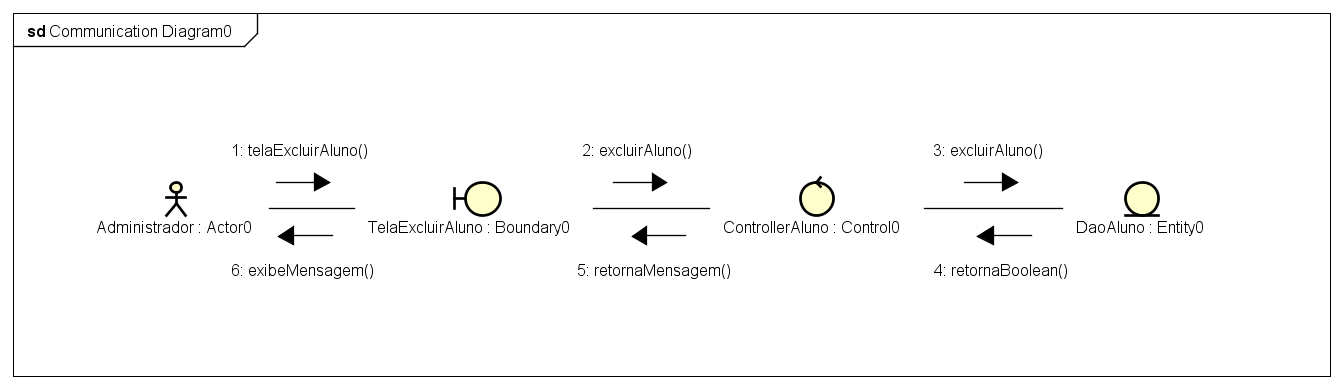 sd Communication Diagram0
1: telaExcluirAluno()
2: excluirAluno()
3: excluirAluno()
Administrador : Actor0
TelaExcluirAluno : Boundary0
ControllerAluno : Control0
DaoAluno : Entity0
6: exibeMensagem()
5: retornaMensagem()
4: retornaBoolean()